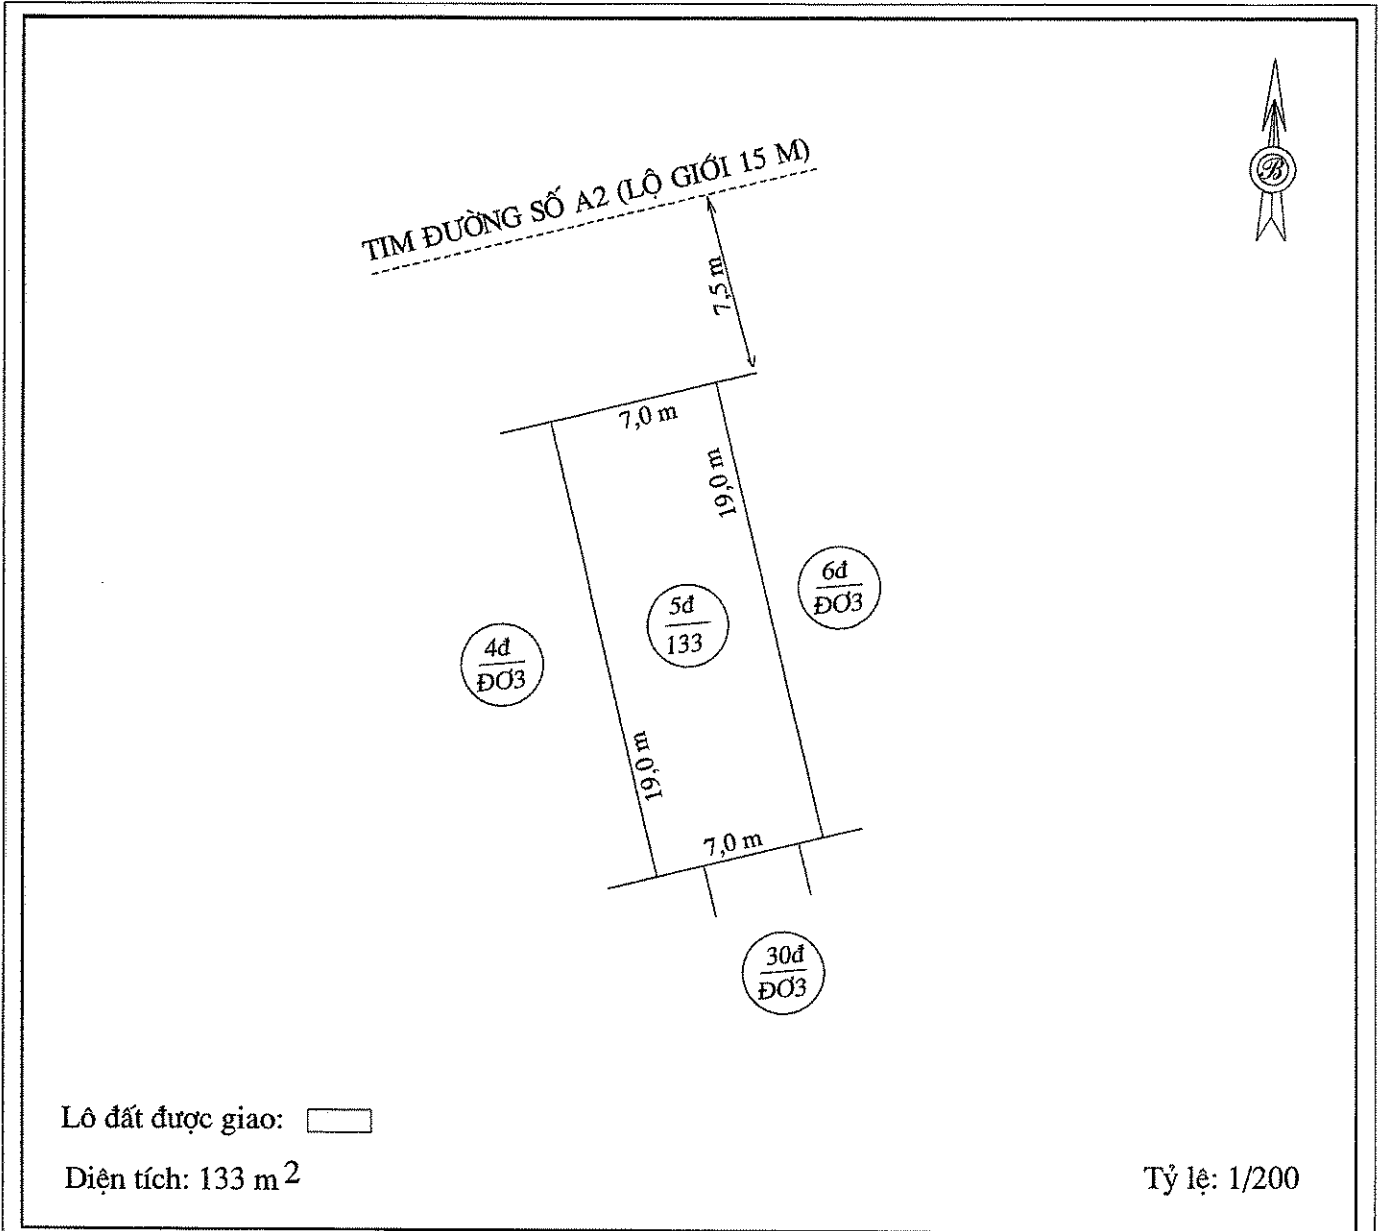 B
TIM ĐƯỜNG SỐ A2 (LỘ GIỚI 15 M)
7,5 m
7,0 m
19,0 m
6đ
ĐƠ3
5đ
133
4đ
ĐƠ3
19,0 m
7,0 m
30đ
ĐƠ3
Lô đất được giao:
Diện tích: 133 m2
Tỷ lệ: 1/200